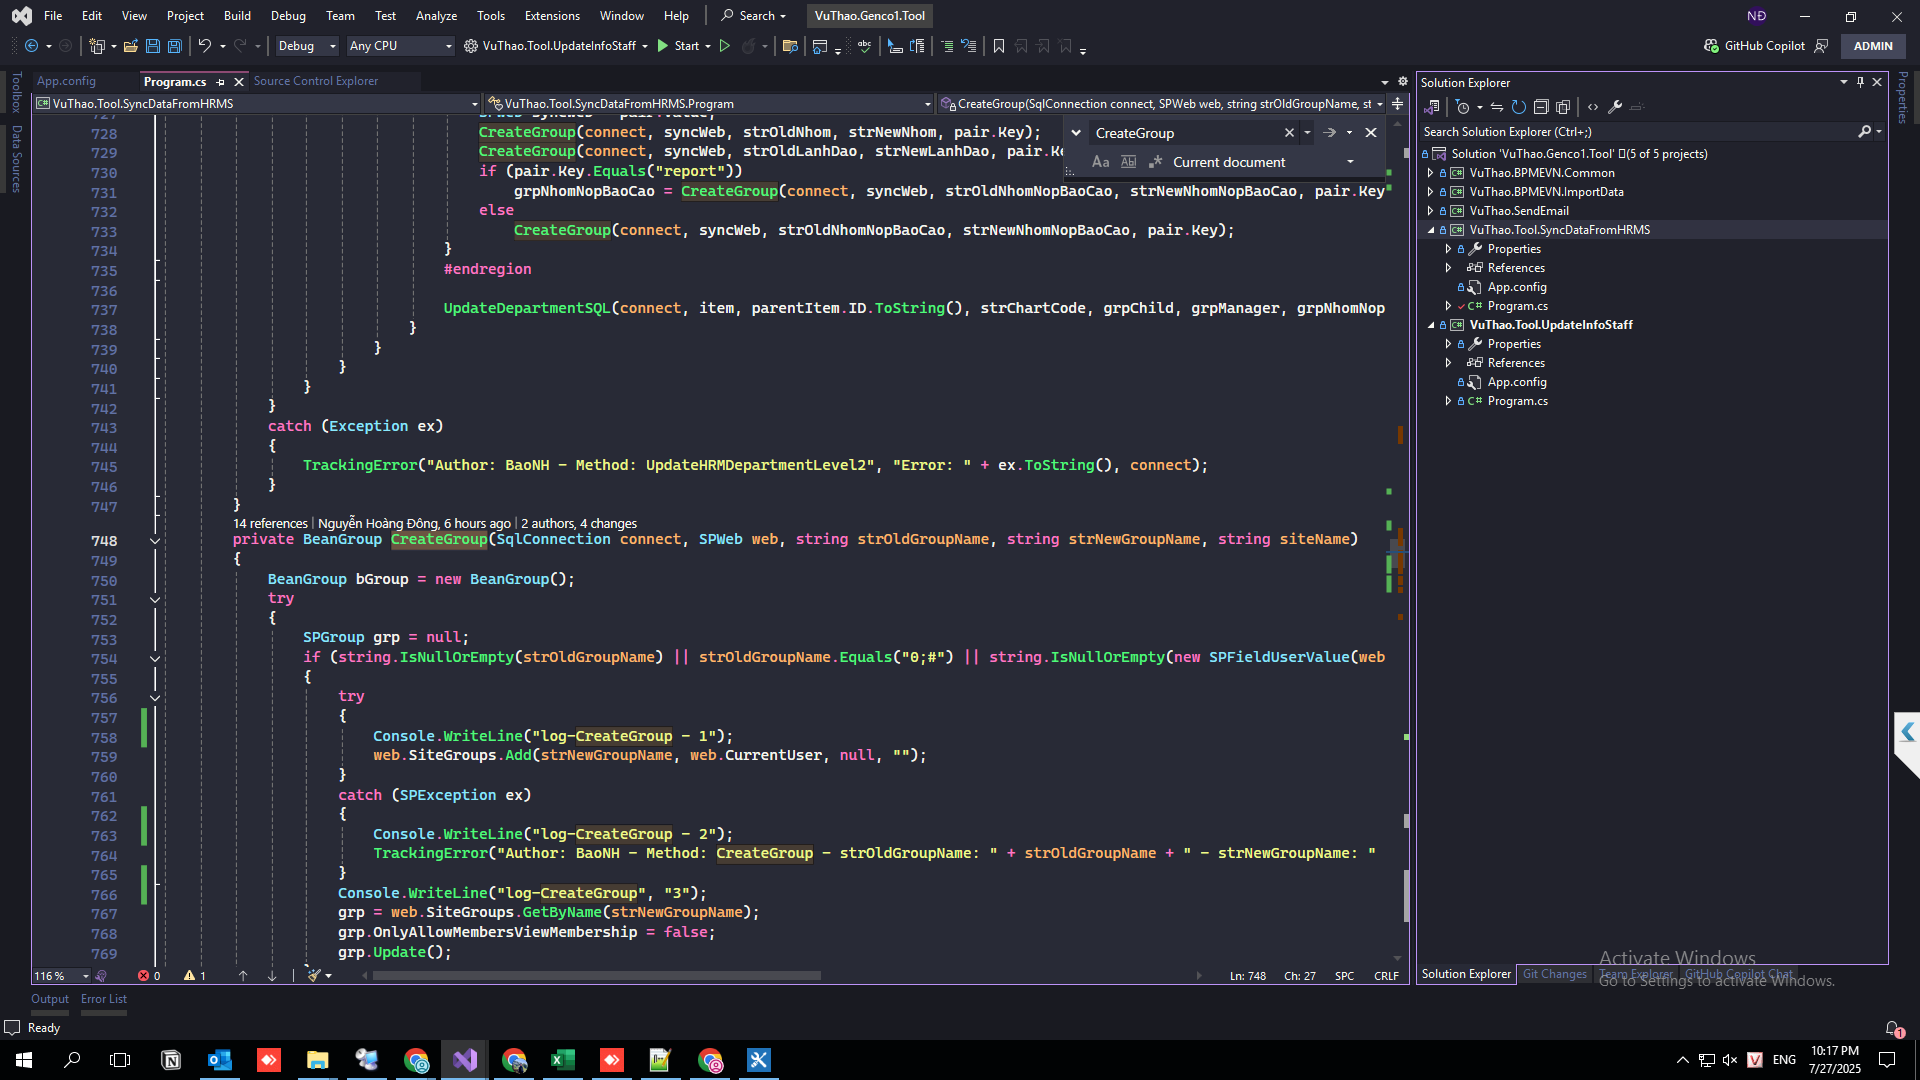 File Edit View Project Build Debug Team Test Analyze Tools Extensions Window Help Search VuThao.Genco1.Tool NĐ
Debug Any CPU VuThao.Tool.UpdateInfoStaff Start GitHub Copilot ADMIN
Toolbox
Data Sources
App.config Program.cs Source Control Explorer
VuThao.Tool.SyncDataFromHRMS VuThao.Tool.SyncDataFromHRMS.Program CreateGroup(SqlConnection connect, SPWeb web, string strOldGroupName, st
CreateGroup
Current document
728 CreateGroup(connect, syncWeb, strOldNhom, strNewNhom, pair.Key);
729 CreateGroup(connect, syncWeb, strOldLanhDao, strNewLanhDao, pair.Ke
730 if (pair.Key.Equals("report"))
731 grpNhomNopBaoCao = CreateGroup(connect, syncWeb, strOldNhomNopBaoCao, strNewNhomNopBaoCao, pair.Key
732 else
733 CreateGroup(connect, syncWeb, strOldNhomNopBaoCao, strNewNhomNopBaoCao, pair.Key);
734 }
735 #endregion
736
737 UpdateDepartmentSQL(connect, item, parentItem.ID.ToString(), strChartCode, grpChild, grpManager, grpNhomNop
738 }
739 }
740 }
741 }
742 }
743 catch (Exception ex)
744 {
745 TrackingError("Author: BaoNH - Method: UpdateHRMDepartmentLevel2", "Error: " + ex.ToString(), connect);
746 }
747 }
14 references | Nguyễn Hoàng Đông, 6 hours ago | 2 authors, 4 changes
748 private BeanGroup CreateGroup(SqlConnection connect, SPWeb web, string strOldGroupName, string strNewGroupName, string siteName)
749 {
750 BeanGroup bGroup = new BeanGroup();
751 try
752 {
753 SPGroup grp = null;
754 if (string.IsNullOrEmpty(strOldGroupName) || strOldGroupName.Equals("0;#") || string.IsNullOrEmpty(new SPFieldUserValue(web
755 {
756 try
757 {
758 Console.WriteLine("log-CreateGroup - 1");
759 web.SiteGroups.Add(strNewGroupName, web.CurrentUser, null, "");
760 }
761 catch (SPException ex)
762 {
763 Console.WriteLine("log-CreateGroup - 2");
764 TrackingError("Author: BaoNH - Method: CreateGroup - strOldGroupName: " + strOldGroupName + " - strNewGroupName: "
765 }
766 Console.WriteLine("log-CreateGroup", "3");
767 grp = web.SiteGroups.GetByName(strNewGroupName);
768 grp.OnlyAllowMembersViewMembership = false;
769 grp.Update();
116 % 0 1 Ln: 748 Ch: 27 SPC CRLF
Output Error List
Ready
Solution Explorer
Search Solution Explorer (Ctrl+;)
Solution 'VuThao.Genco1.Tool' (5 of 5 projects)
VuThao.BPMEVN.Common
VuThao.BPMEVN.ImportData
VuThao.SendEmail
VuThao.Tool.SyncDataFromHRMS
Properties
References
App.config
Program.cs
VuThao.Tool.UpdateInfoStaff
Properties
References
App.config
Program.cs
Properties
Solution Explorer Git Changes Team Explorer GitHub Copilot Chat
Activate Windows
Go to Settings to activate Windows.
1
ENG 10:17 PM
7/27/2025